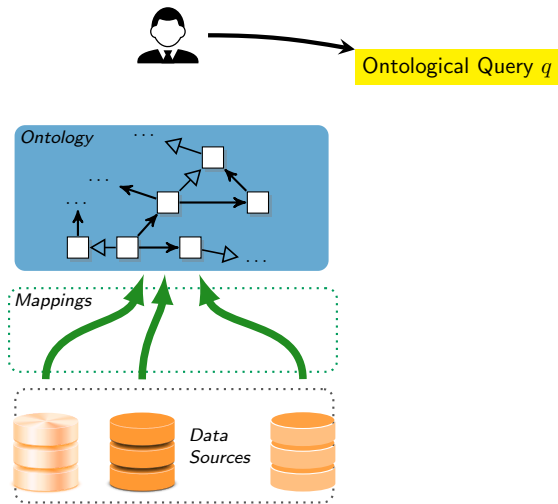 Ontological Query q
Ontology
...
...
...
...
Mappings
Data
Sources